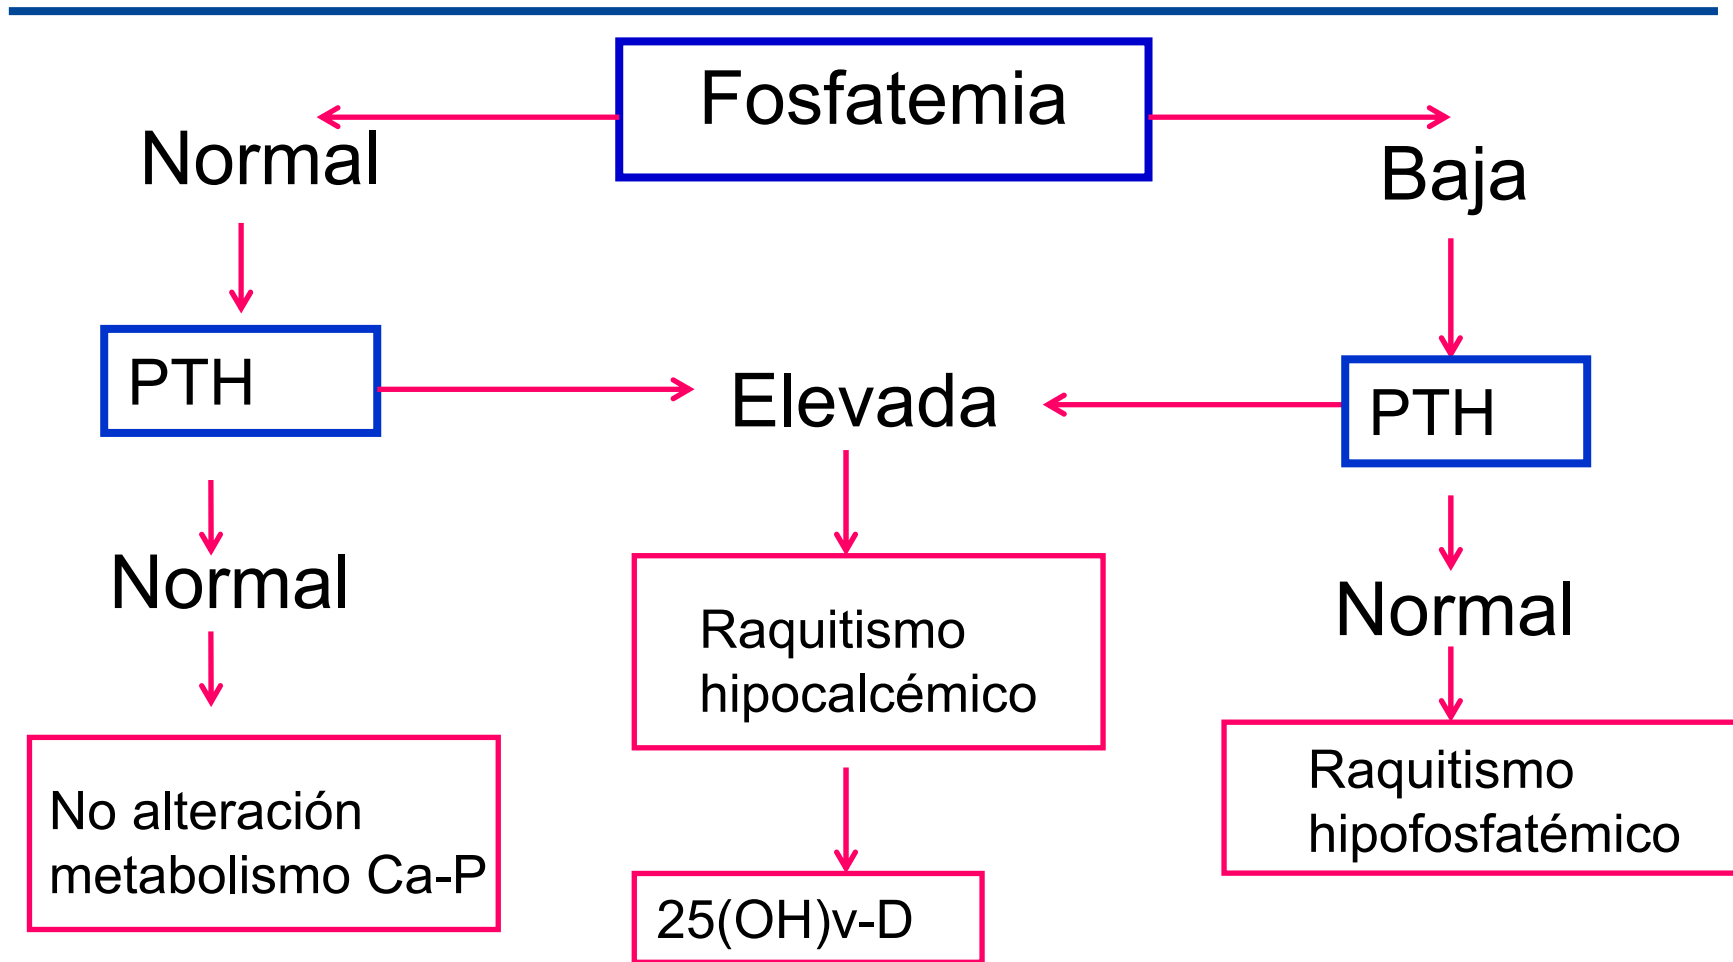 Fosfatemia
Normal
Baja
PTH
Elevada
PTH
Normal
Normal
Raquitismo
hipocalcémico
Raquitismo
hipofosfatémico
No alteración
metabolismo Ca-P
25(OH)v-D